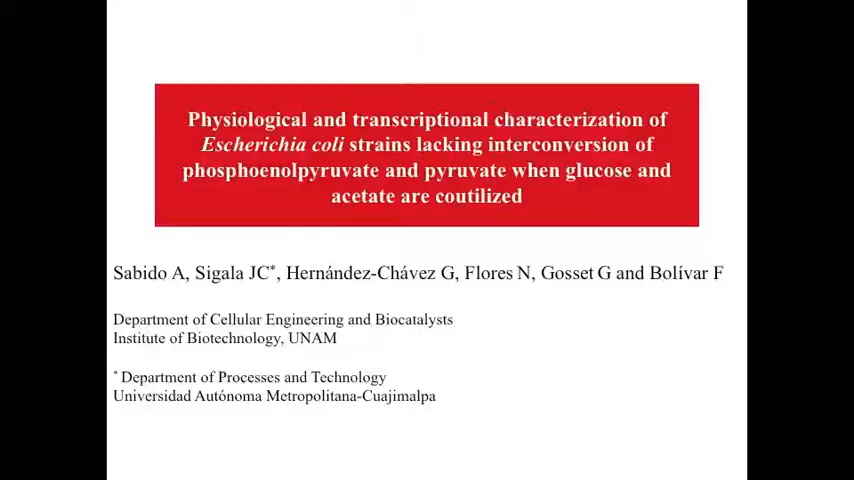 Physiological and transcriptional characterization of
Escherichia coli strains lacking interconversion of
phosphoenolpyruvate and pyruvate when glucose and
acetate are coutilized
Sabido A, Sigala JC*, Hernández-Chávez G, Flores N, Gosset G and Bolívar F
Department of Cellular Engineering and Biocatalysts
Institute of Biotechnology, UNAM
* Department of Processes and Technology
Universidad Autónoma Metropolitana-Cuajimalpa